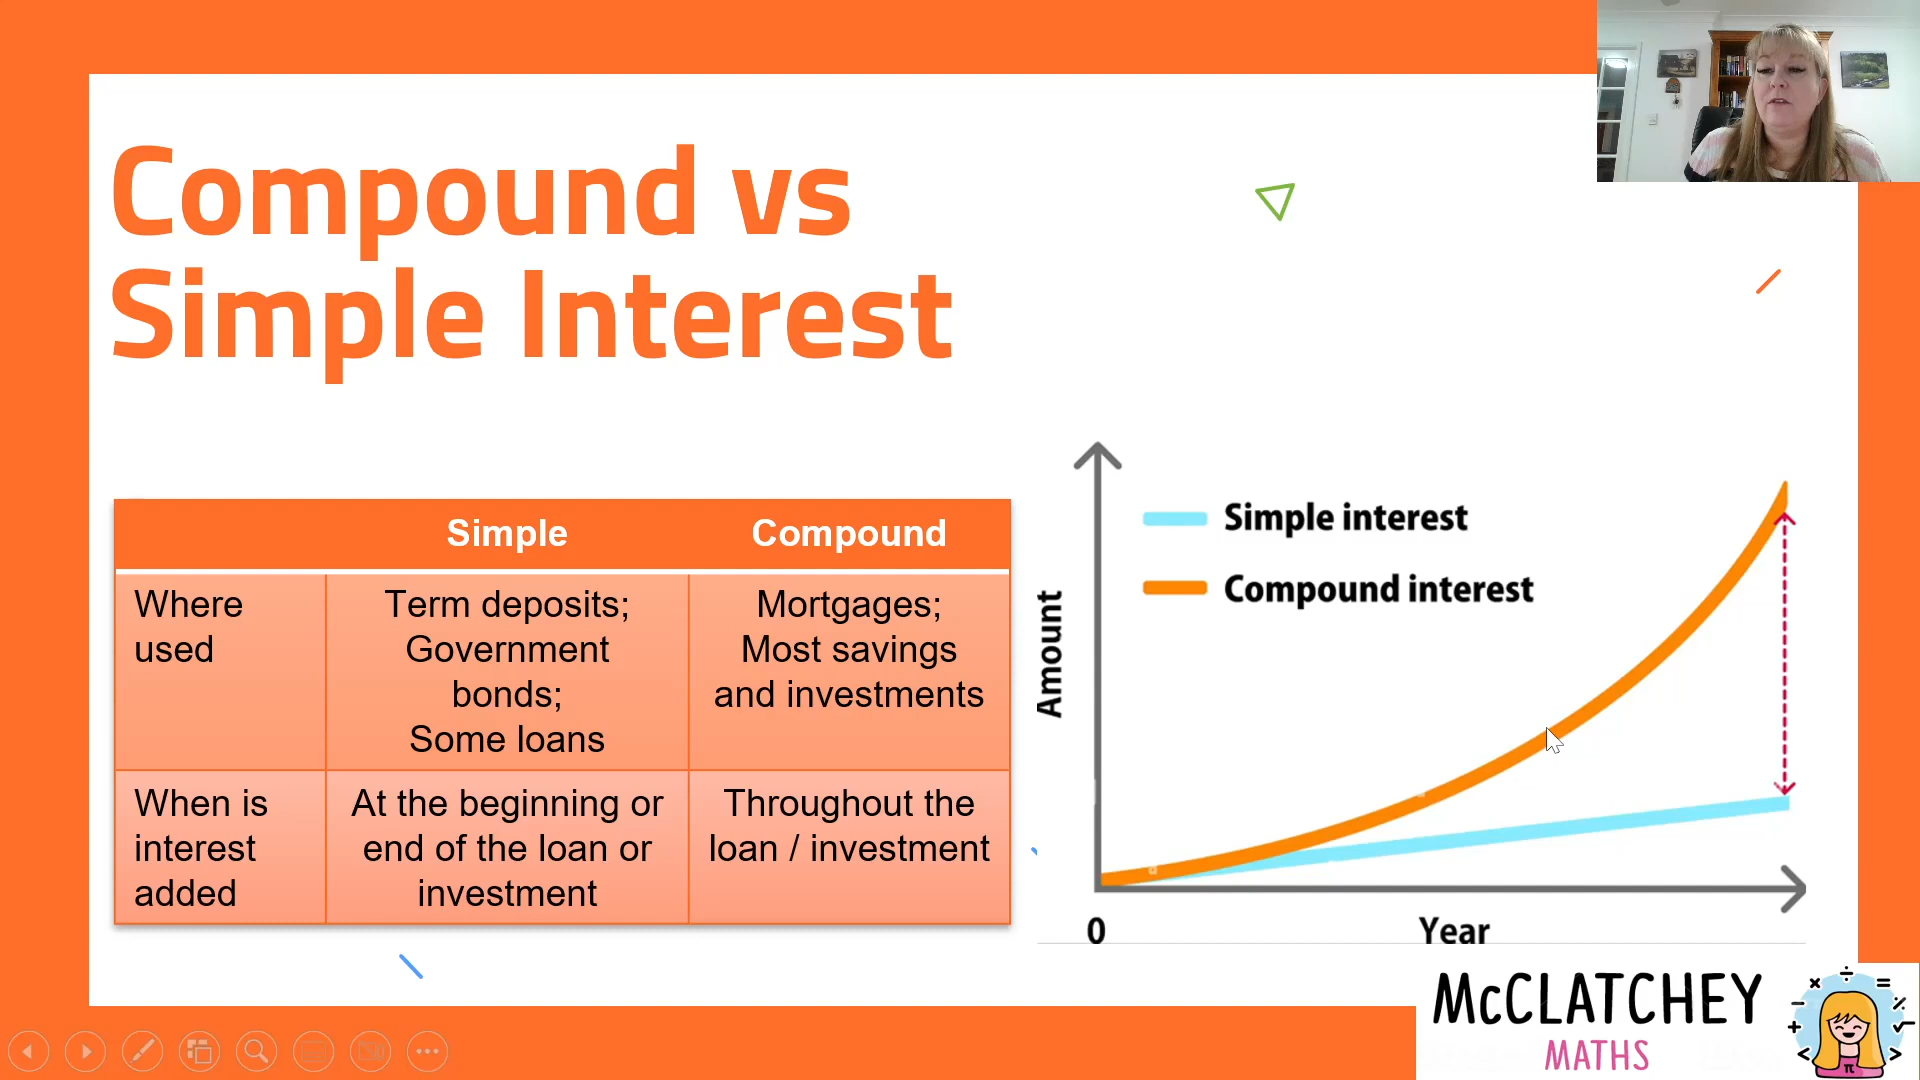 Compound vs
Simple Interest
Simple
Compound
Where
used
Term deposits;
Government
bonds;
Some loans
Mortgages;
Most savings
and investments
When is
interest
added
At the beginning or
end of the loan or
investment
Throughout the
loan / investment
Simple interest
Compound interest
Amount
0
Year
McCLATCHEY
MATHS
× ÷ =
− %
+ √
< >
π